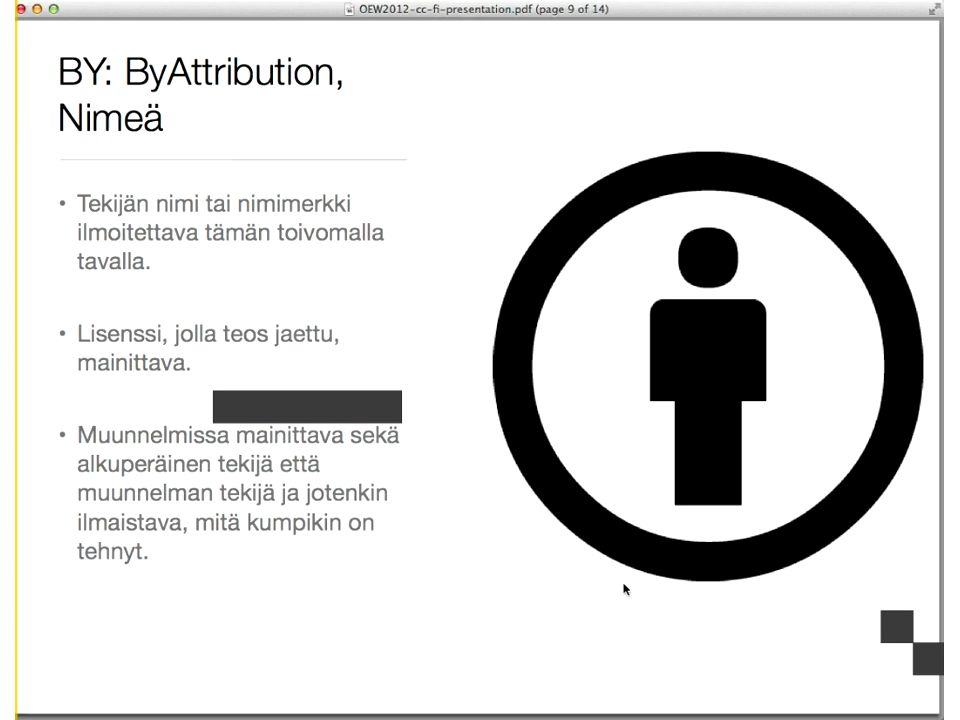 OEW2012-cc-fi-presentation.pdf (page 9 of 14)
BY: ByAttribution,
Nimeä
• Tekijän nimi tai nimimerkki
ilmoitettava tämän toivomalla
tavalla.
• Lisenssi, jolla teos jaettu,
mainittava.
• Muunnelmissa mainittava sekä
alkuperäinen tekijä että
muunnelman tekijä ja jotenkin
ilmaistava, mitä kumpikin on
tehnyt.